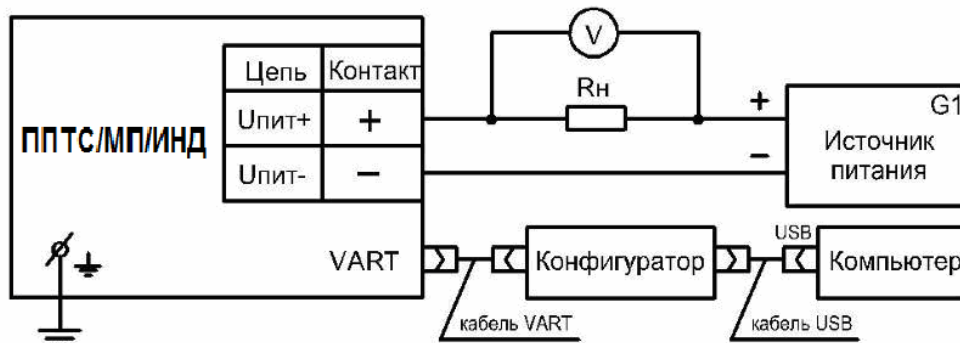 ППТС/МП/ИНД
Цепь Контакт
Uпит+ +
Uпит- −
V
Rн
+
−
G1
Источник
питания
VART
Конфигуратор
USB
Компьютер
кабель VART
кабель USB